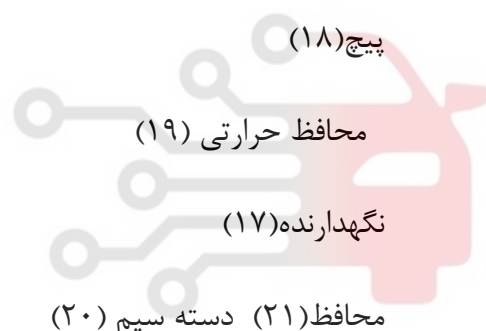 پیچ(۱۸)
محافظ حرارتی (۱۹)
نگهدارنده(۱۷)
محافظ(۲۱) دسته سیم (۲۰)